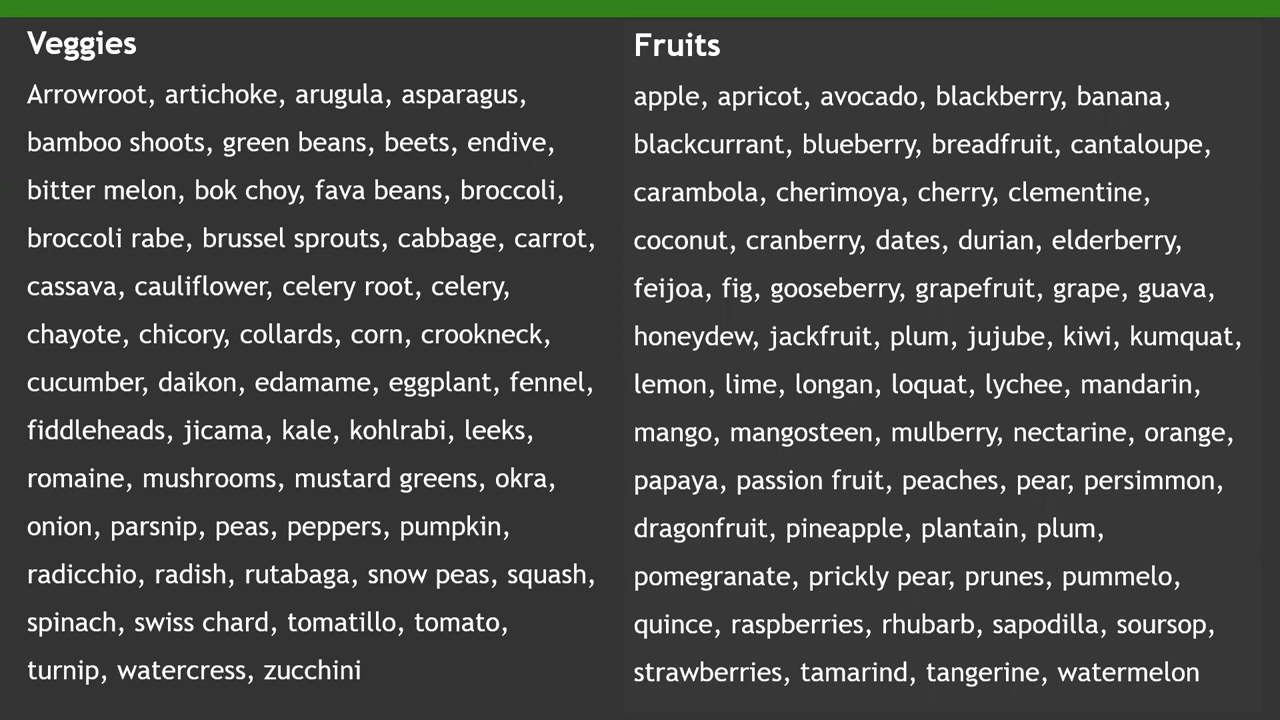 Veggies
Arrowroot, artichoke, arugula, asparagus,
bamboo shoots, green beans, beets, endive,
bitter melon, bok choy, fava beans, broccoli,
broccoli rabe, brussel sprouts, cabbage, carrot,
cassava, cauliflower, celery root, celery,
chayote, chicory, collards, corn, crookneck,
cucumber, daikon, edamame, eggplant, fennel,
fiddleheads, jicama, kale, kohlrabi, leeks,
romaine, mushrooms, mustard greens, okra,
onion, parsnip, peas, peppers, pumpkin,
radicchio, radish, rutabaga, snow peas, squash,
spinach, swiss chard, tomatillo, tomato,
turnip, watercress, zucchini
Fruits
apple, apricot, avocado, blackberry, banana,
blackcurrant, blueberry, breadfruit, cantaloupe,
carambola, cherimoya, cherry, clementine,
coconut, cranberry, dates, durian, elderberry,
feijoa, fig, gooseberry, grapefruit, grape, guava,
honeydew, jackfruit, plum, jujube, kiwi, kumquat,
lemon, lime, longan, loquat, lychee, mandarin,
mango, mangosteen, mulberry, nectarine, orange,
papaya, passion fruit, peaches, pear, persimmon,
dragonfruit, pineapple, plantain, plum,
pomegranate, prickly pear, prunes, pummelo,
quince, raspberries, rhubarb, sapodilla, soursop,
strawberries, tamarind, tangerine, watermelon